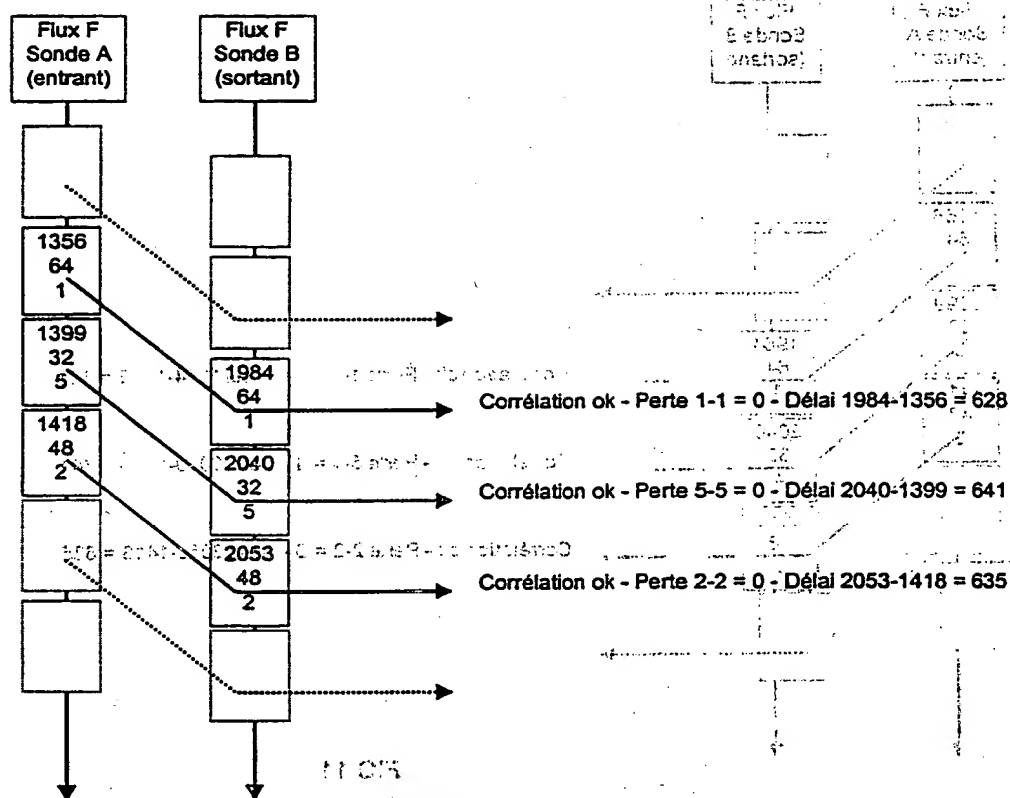 Flux F
Sonde A
(entrant)
Flux F
Sonde B
(sortant)
1356
64
1
1399
32
5
1418
48
2
1984
64
1
2040
32
5
2053
48
2
Corrélation ok - Perte 1-1 = 0 - Délai 1984-1356 = 628
Corrélation ok - Perte 5-5 = 0 - Délai 2040-1399 = 641
Corrélation ok - Perte 2-2 = 0 - Délai 2053-1418 = 635